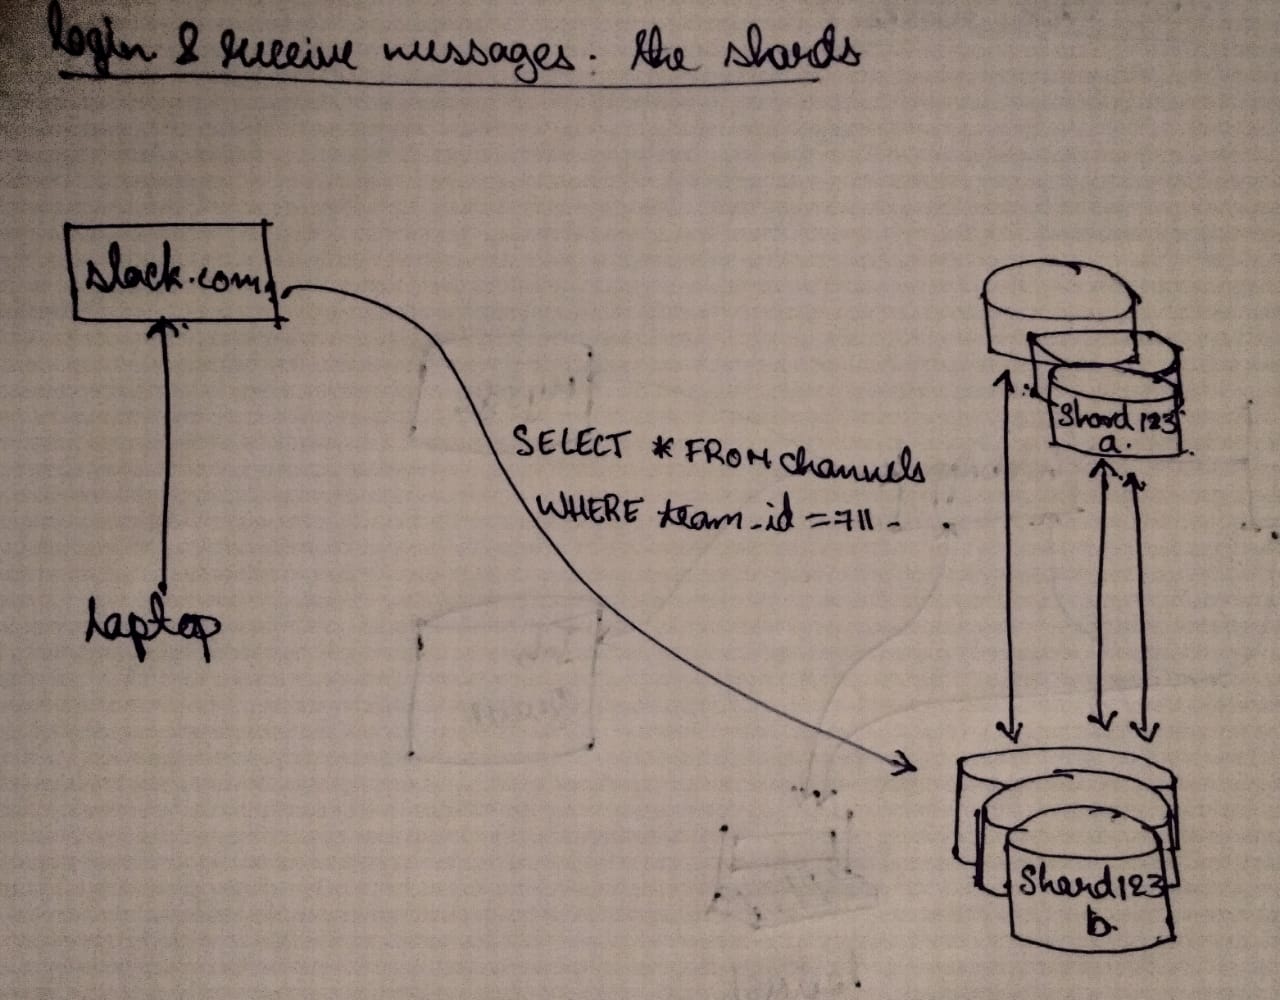 login & receive messages: the shards
slack.com
SELECT * FROM channels
WHERE team_id = 711
Laptop
Shard 123
a.
Shard 123
b.